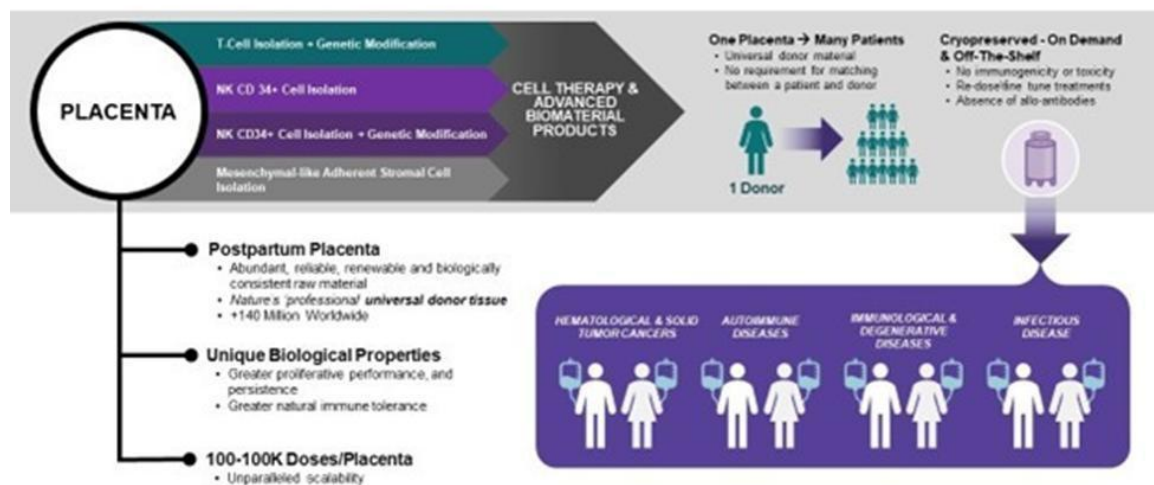 PLACENTA
T-Cell Isolation + Genetic Modification
NK CD 34+ Cell Isolation
NK CD34+ Cell Isolation + Genetic Modification
Mesenchymal-like Adherent Stromal Cell
Isolation
CELL THERAPY &
ADVANCED
BIOMATERIAL
PRODUCTS
One Placenta → Many Patients
• Universal donor material
• No requirement for matching
between a patient and donor
1 Donor
Cryopreserved - On Demand
& Off-The-Shelf
• No immunogenicity or toxicity
• Re-dose/fine tune treatments
• Absence of allo-antibodies
Postpartum Placenta
• Abundant, reliable, renewable and biologically
consistent raw material
• Nature's 'professional' universal donor tissue
• +140 Million Worldwide
Unique Biological Properties
• Greater proliferative performance, and
persistence
• Greater natural immune tolerance
100-100K Doses/Placenta
• Unparalleled scalability
HEMATOLOGICAL & SOLID
TUMOR CANCERS
AUTOIMMUNE
DISEASES
IMMUNOLOGICAL &
DEGENERATIVE
DISEASES
INFECTIOUS
DISEASE